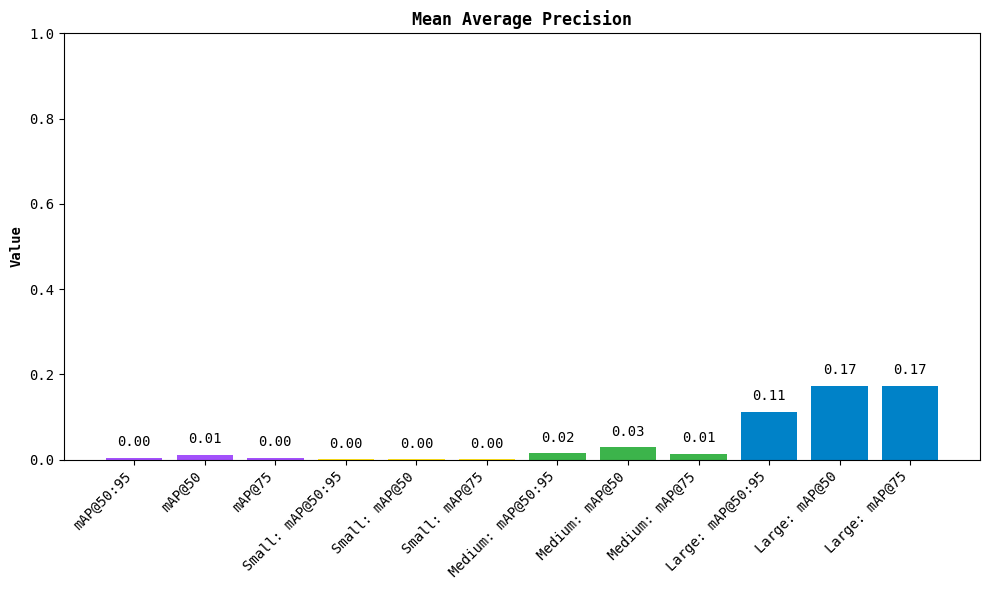 Mean Average Precision
Value
1.0
0.8
0.6
0.4
0.2
0.0
0.00
0.01
0.00
0.00
0.00
0.00
0.02
0.03
0.01
0.11
0.17
0.17
mAP@50:95
mAP@50
mAP@75
Small: mAP@50:95
Small: mAP@50
Small: mAP@75
Medium: mAP@50:95
Medium: mAP@50
Medium: mAP@75
Large: mAP@50:95
Large: mAP@50
Large: mAP@75